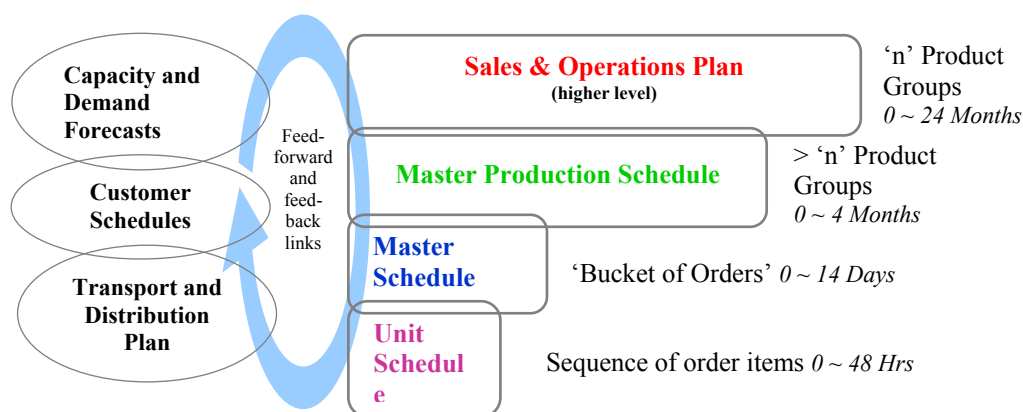 Capacity and
Demand
Forecasts
Customer
Schedules
Transport and
Distribution
Plan
Feed-
forward
and
feed-
back
links
Sales & Operations Plan
(higher level)
'n' Product
Groups
0 ~ 24 Months
Master Production Schedule
> 'n' Product
Groups
0 ~ 4 Months
Master
Schedule
'Bucket of Orders' 0 ~ 14 Days
Unit
Schedul
e
Sequence of order items 0 ~ 48 Hrs